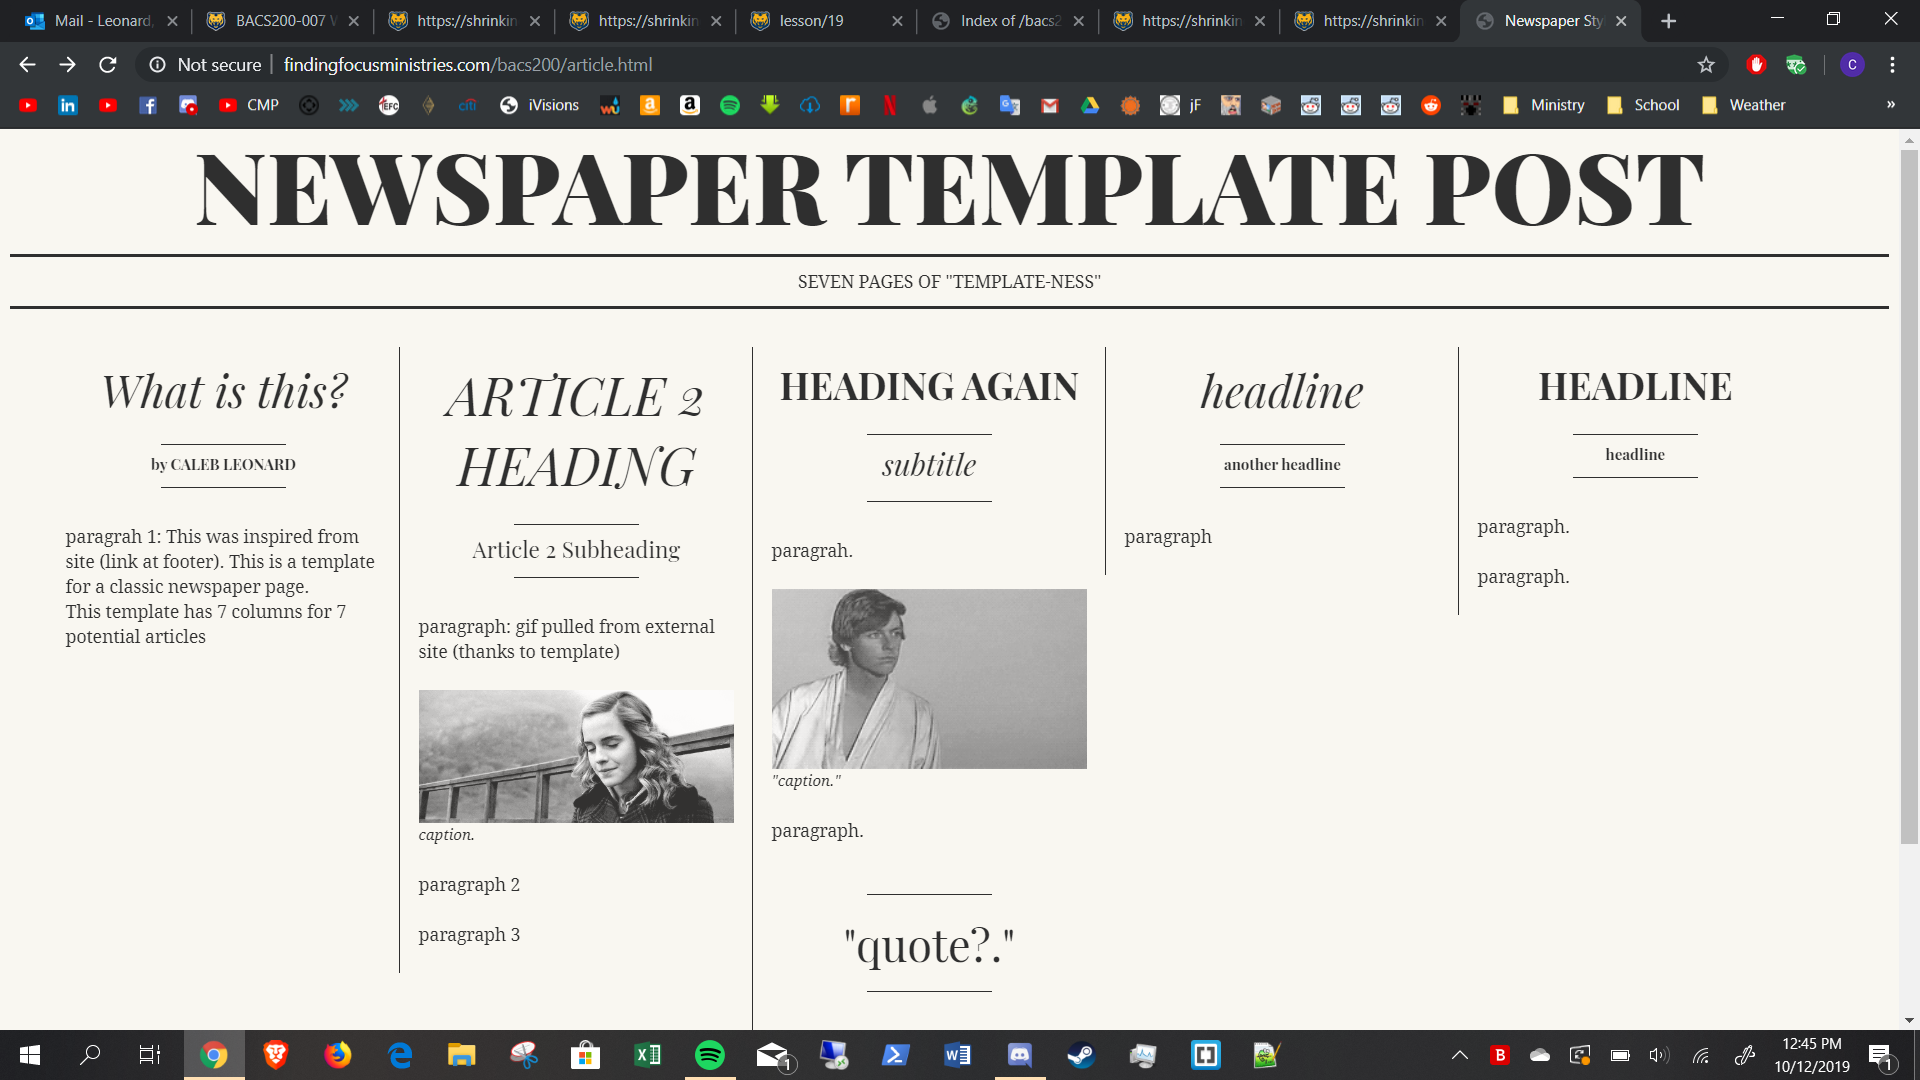 Mail - Leonard,
BACS200-007 W
https://shrinkin
https://shrinkin
lesson/19
Index of /bacs2
https://shrinkin
https://shrinkin
Newspaper Sty
Not secure
findingfocusministries.com/bacs200/article.html
C
CMP
EFC
citi
iVisions
jF
Ministry
School
Weather
»
NEWSPAPER TEMPLATE POST
SEVEN PAGES OF "TEMPLATE-NESS"
What is this?
by CALEB LEONARD
paragrah 1: This was inspired from
site (link at footer). This is a template
for a classic newspaper page.
This template has 7 columns for 7
potential articles
ARTICLE 2
HEADING
Article 2 Subheading
paragraph: gif pulled from external
site (thanks to template)
caption.
paragraph 2
paragraph 3
HEADING AGAIN
subtitle
paragrah.
"caption."
paragraph.
"quote?."
headline
another headline
paragraph
HEADLINE
headline
paragraph.
paragraph.
1
B
12:45 PM
10/12/2019
1